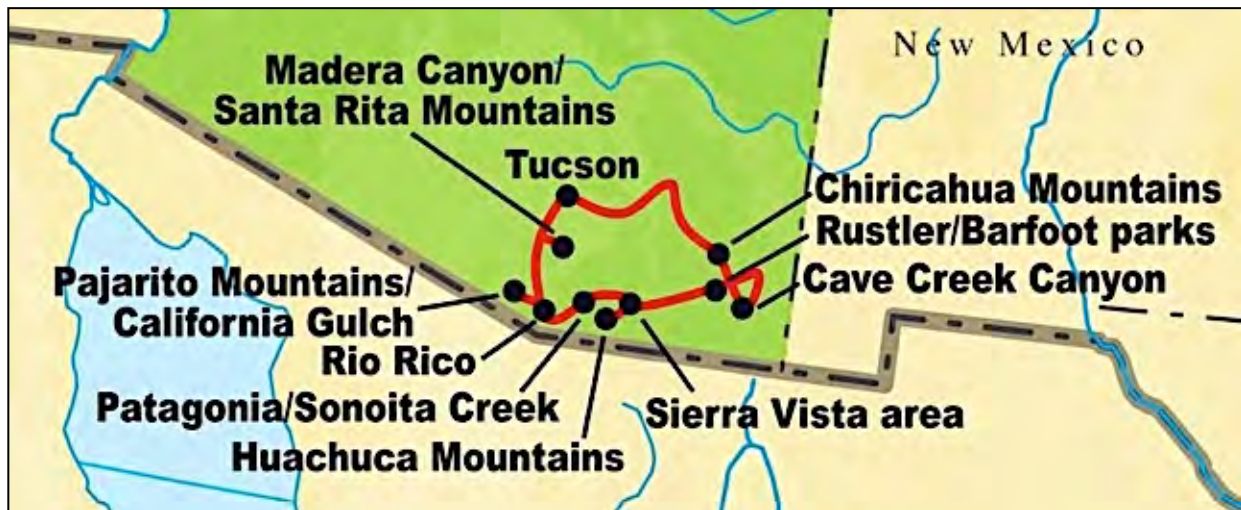 New Mexico
Madera Canyon/
Santa Rita Mountains
Tucson
Chiricahua Mountains
Rustler/Barfoot parks
Cave Creek Canyon
Pajarito Mountains/
California Gulch
Rio Rico
Patagonia/Sonoita Creek
Sierra Vista area
Huachuca Mountains